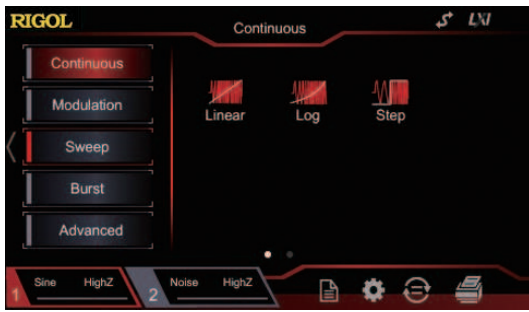 RIGOL
Continuous
LXI
Continuous
Modulation
Sweep
Burst
Advanced
Linear Log Step
1 Sine HighZ
2 Noise HighZ